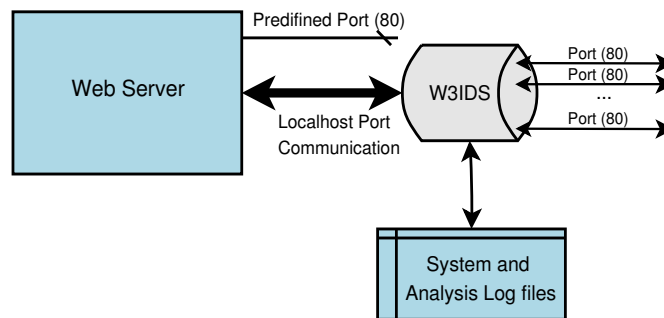 Predifined Port (80)
Web Server
W3IDS
Port (80)
Port (80)
...
Port (80)
Localhost Port
Communication
System and
Analysis Log files